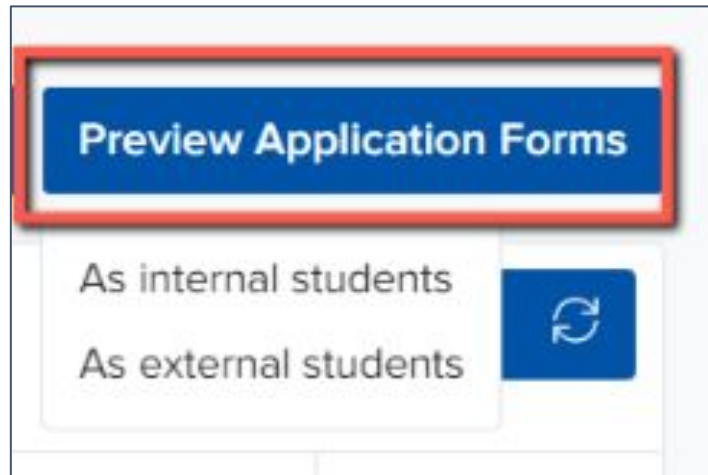 Preview Application Forms
As internal students
As external students